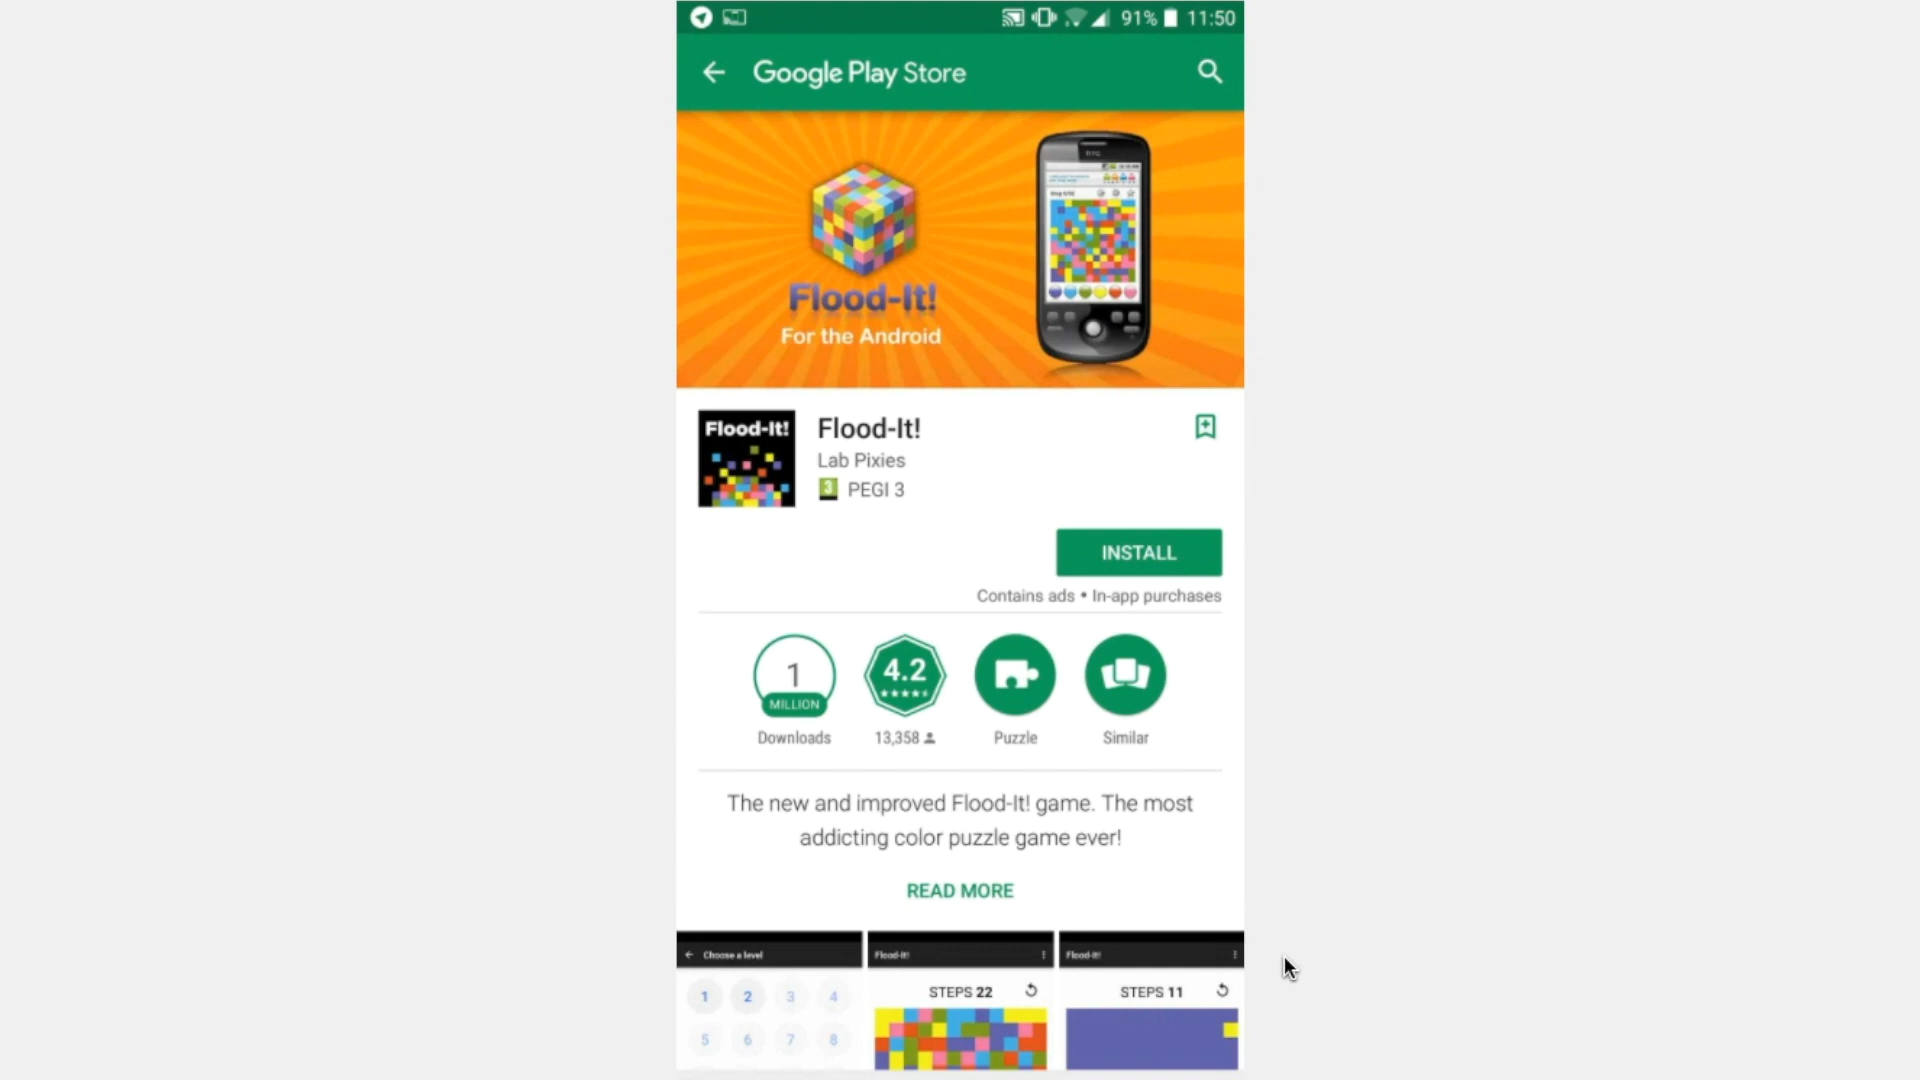 91% 11:50
Google Play Store
Flood-It!
For the Android
Flood-It!
Flood-It!
Lab Pixies
3 PEGI 3
INSTALL
Contains ads • In-app purchases
1
MILLION
4.2
Downloads
13,358
Puzzle
Similar
The new and improved Flood-It! game. The most
addicting color puzzle game ever!
READ MORE
Choose a level
Flood-It!
Flood-It!
1 2 3 4
STEPS 22
STEPS 11
5 6 7 8